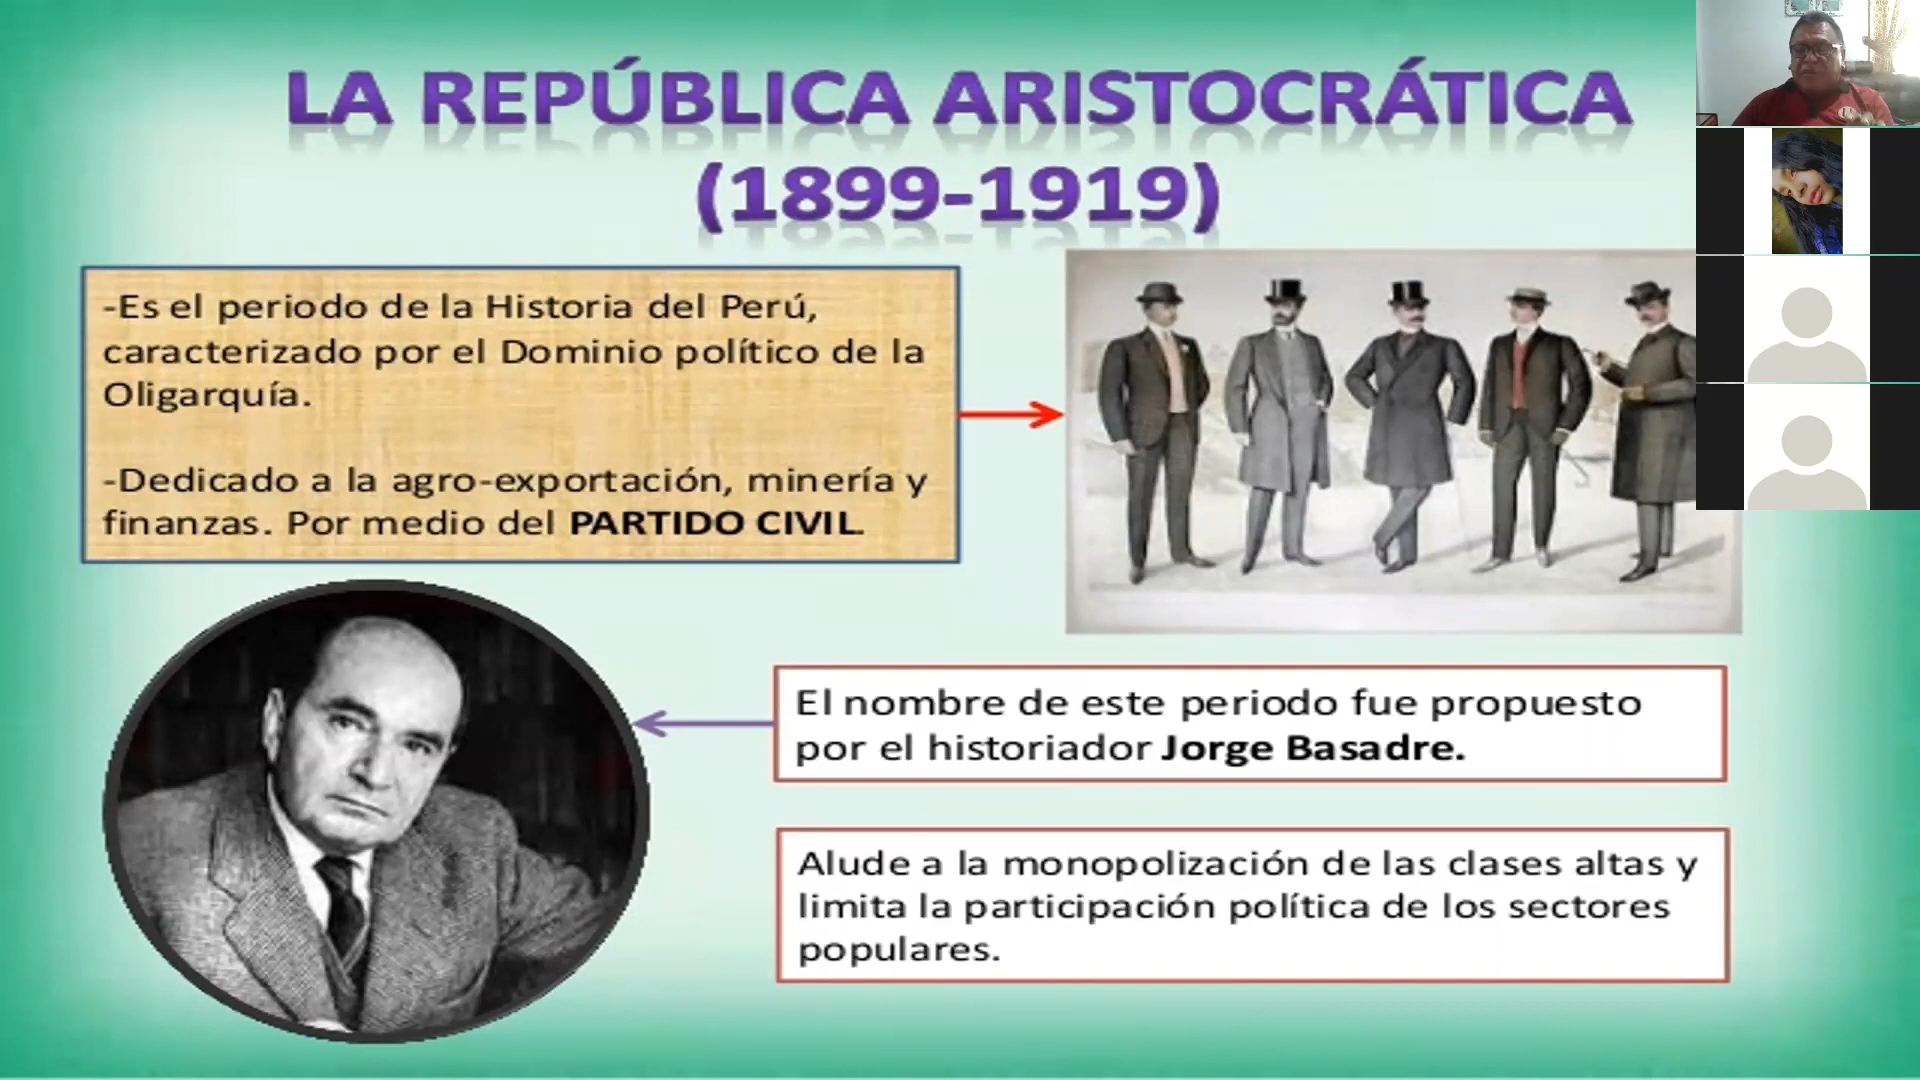 LA REPÚBLICA ARISTOCRÁTICA
(1899-1919)
-Es el periodo de la Historia del Perú,
caracterizado por el Dominio político de la
Oligarquía.
-Dedicado a la agro-exportación, minería y
finanzas. Por medio del PARTIDO CIVIL.
El nombre de este periodo fue propuesto
por el historiador Jorge Basadre.
Alude a la monopolización de las clases altas y
limita la participación política de los sectores
populares.